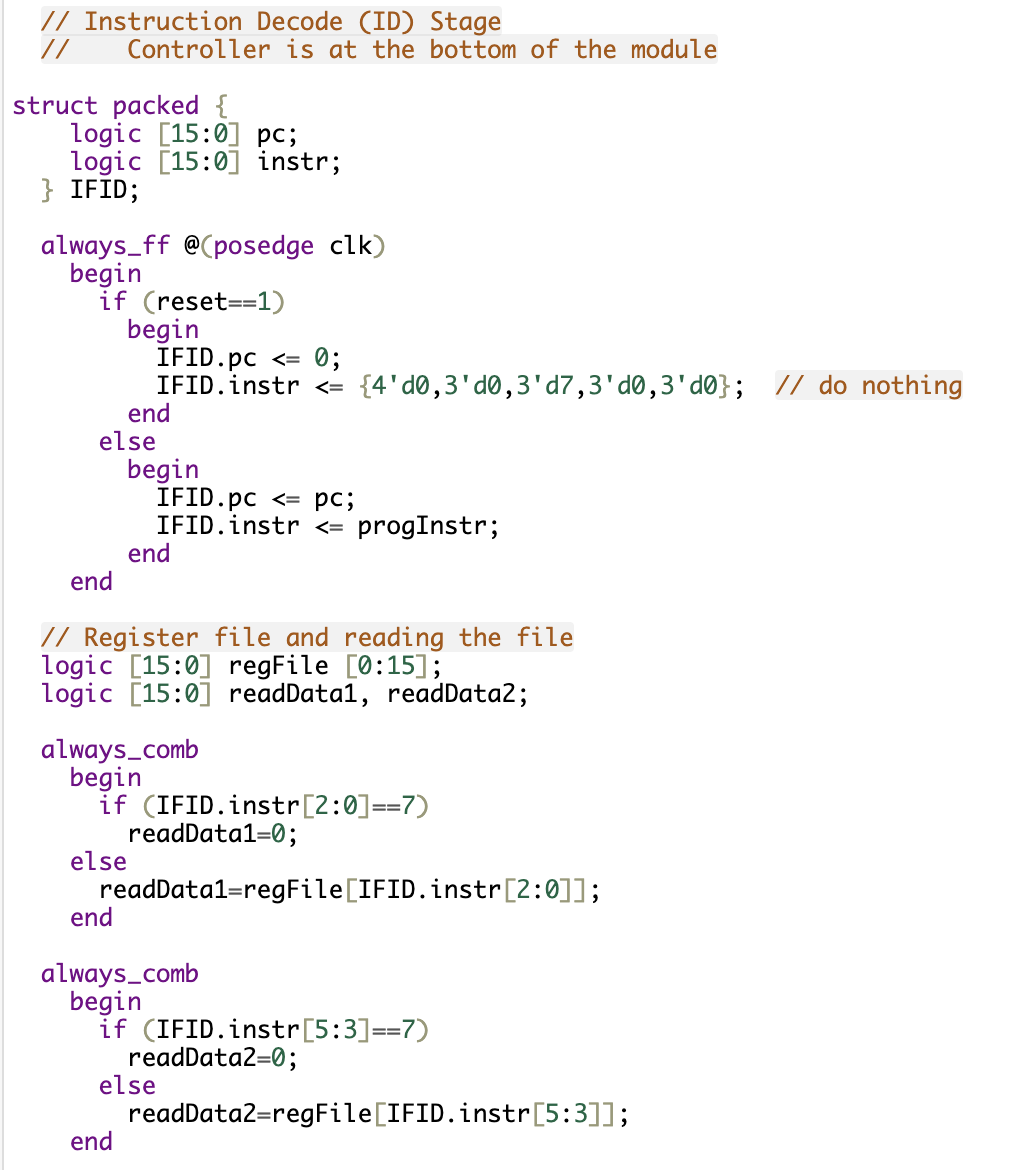 // Instruction Decode (ID) Stage
//    Controller is at the bottom of the module
struct packed {
    logic [15:0] pc;
    logic [15:0] instr;
  } IFID;
  always_ff @(posedge clk)
    begin
      if (reset==1)
        begin
          IFID.pc <= 0;
          IFID.instr <= {4'd0,3'd0,3'd7,3'd0,3'd0};  // do nothing
        end
      else
        begin
          IFID.pc <= pc;
          IFID.instr <= progInstr;
        end
    end
  // Register file and reading the file
  logic [15:0] regFile [0:15];
  logic [15:0] readData1, readData2;
  always_comb
    begin
      if (IFID.instr[2:0]==7)
        readData1=0;
    else
      readData1=regFile[IFID.instr[2:0]];
    end
  always_comb
    begin
      if (IFID.instr[5:3]==7)
        readData2=0;
      else
        readData2=regFile[IFID.instr[5:3]];
    end